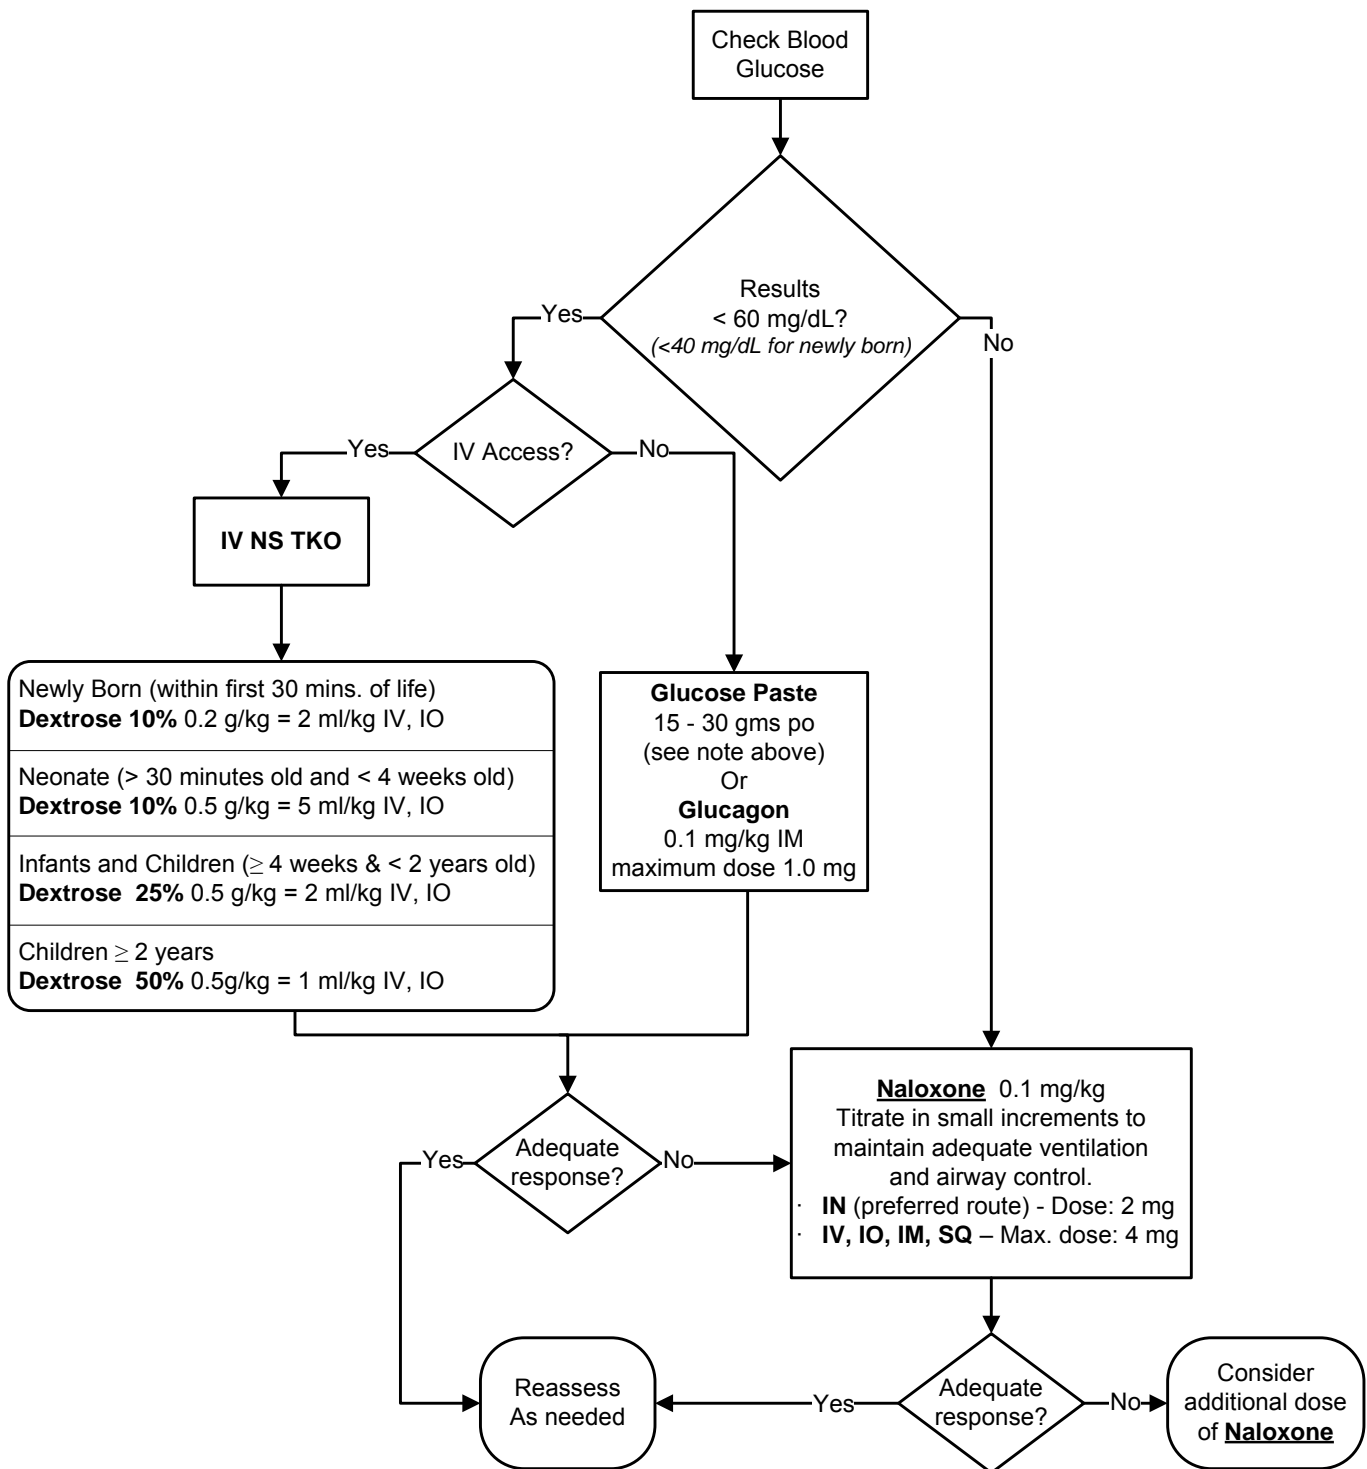 Check Blood
Glucose
Results
< 60 mg/dL?
(<40 mg/dL for newly born)
Yes
No
IV Access?
Yes
No
IV NS TKO
Newly Born (within first 30 mins. of life)
Dextrose 10% 0.2 g/kg = 2 ml/kg IV, IO
Neonate (> 30 minutes old and < 4 weeks old)
Dextrose 10% 0.5 g/kg = 5 ml/kg IV, IO
Infants and Children (≥ 4 weeks & < 2 years old)
Dextrose 25% 0.5 g/kg = 2 ml/kg IV, IO
Children ≥ 2 years
Dextrose 50% 0.5g/kg = 1 ml/kg IV, IO
Glucose Paste
15 - 30 gms po
(see note above)
Or
Glucagon
0.1 mg/kg IM
maximum dose 1.0 mg
Adequate
response?
Yes
No
Naloxone 0.1 mg/kg
Titrate in small increments to
maintain adequate ventilation
and airway control.
· IN (preferred route) - Dose: 2 mg
· IV, IO, IM, SQ – Max. dose: 4 mg
Reassess
As needed
Yes
Adequate
response?
No
Consider
additional dose
of Naloxone